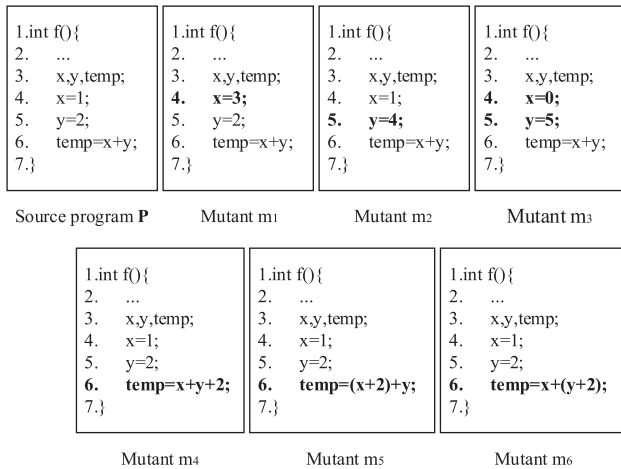 1.int f(){
2. ...
3. x,y,temp;
4. x=1;
5. y=2;
6. temp=x+y;
7.}
Source program P
1.int f(){
2. ...
3. x,y,temp;
4. x=3;
5. y=2;
6. temp=x+y;
7.}
Mutant m1
1.int f(){
2. ...
3. x,y,temp;
4. x=1;
5. y=4;
6. temp=x+y;
7.}
Mutant m2
1.int f(){
2. ...
3. x,y,temp;
4. x=0;
5. y=5;
6. temp=x+y;
7.}
Mutant m3
1.int f(){
2. ...
3. x,y,temp;
4. x=1;
5. y=2;
6. temp=x+y+2;
7.}
Mutant m4
1.int f(){
2. ...
3. x,y,temp;
4. x=1;
5. y=2;
6. temp=(x+2)+y;
7.}
Mutant m5
1.int f(){
2. ...
3. x,y,temp;
4. x=1;
5. y=2;
6. temp=x+(y+2);
7.}
Mutant m6